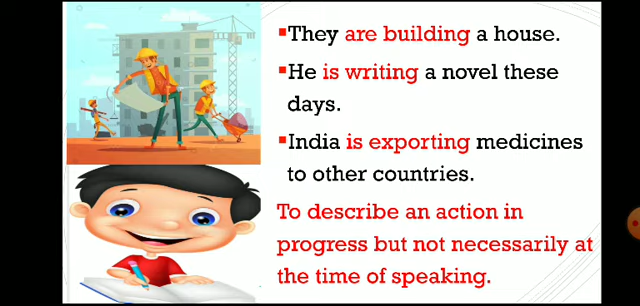 ▪They are building a house.
▪He is writing a novel these
days.
▪India is exporting medicines
to other countries.
To describe an action in
progress but not necessarily at
the time of speaking.